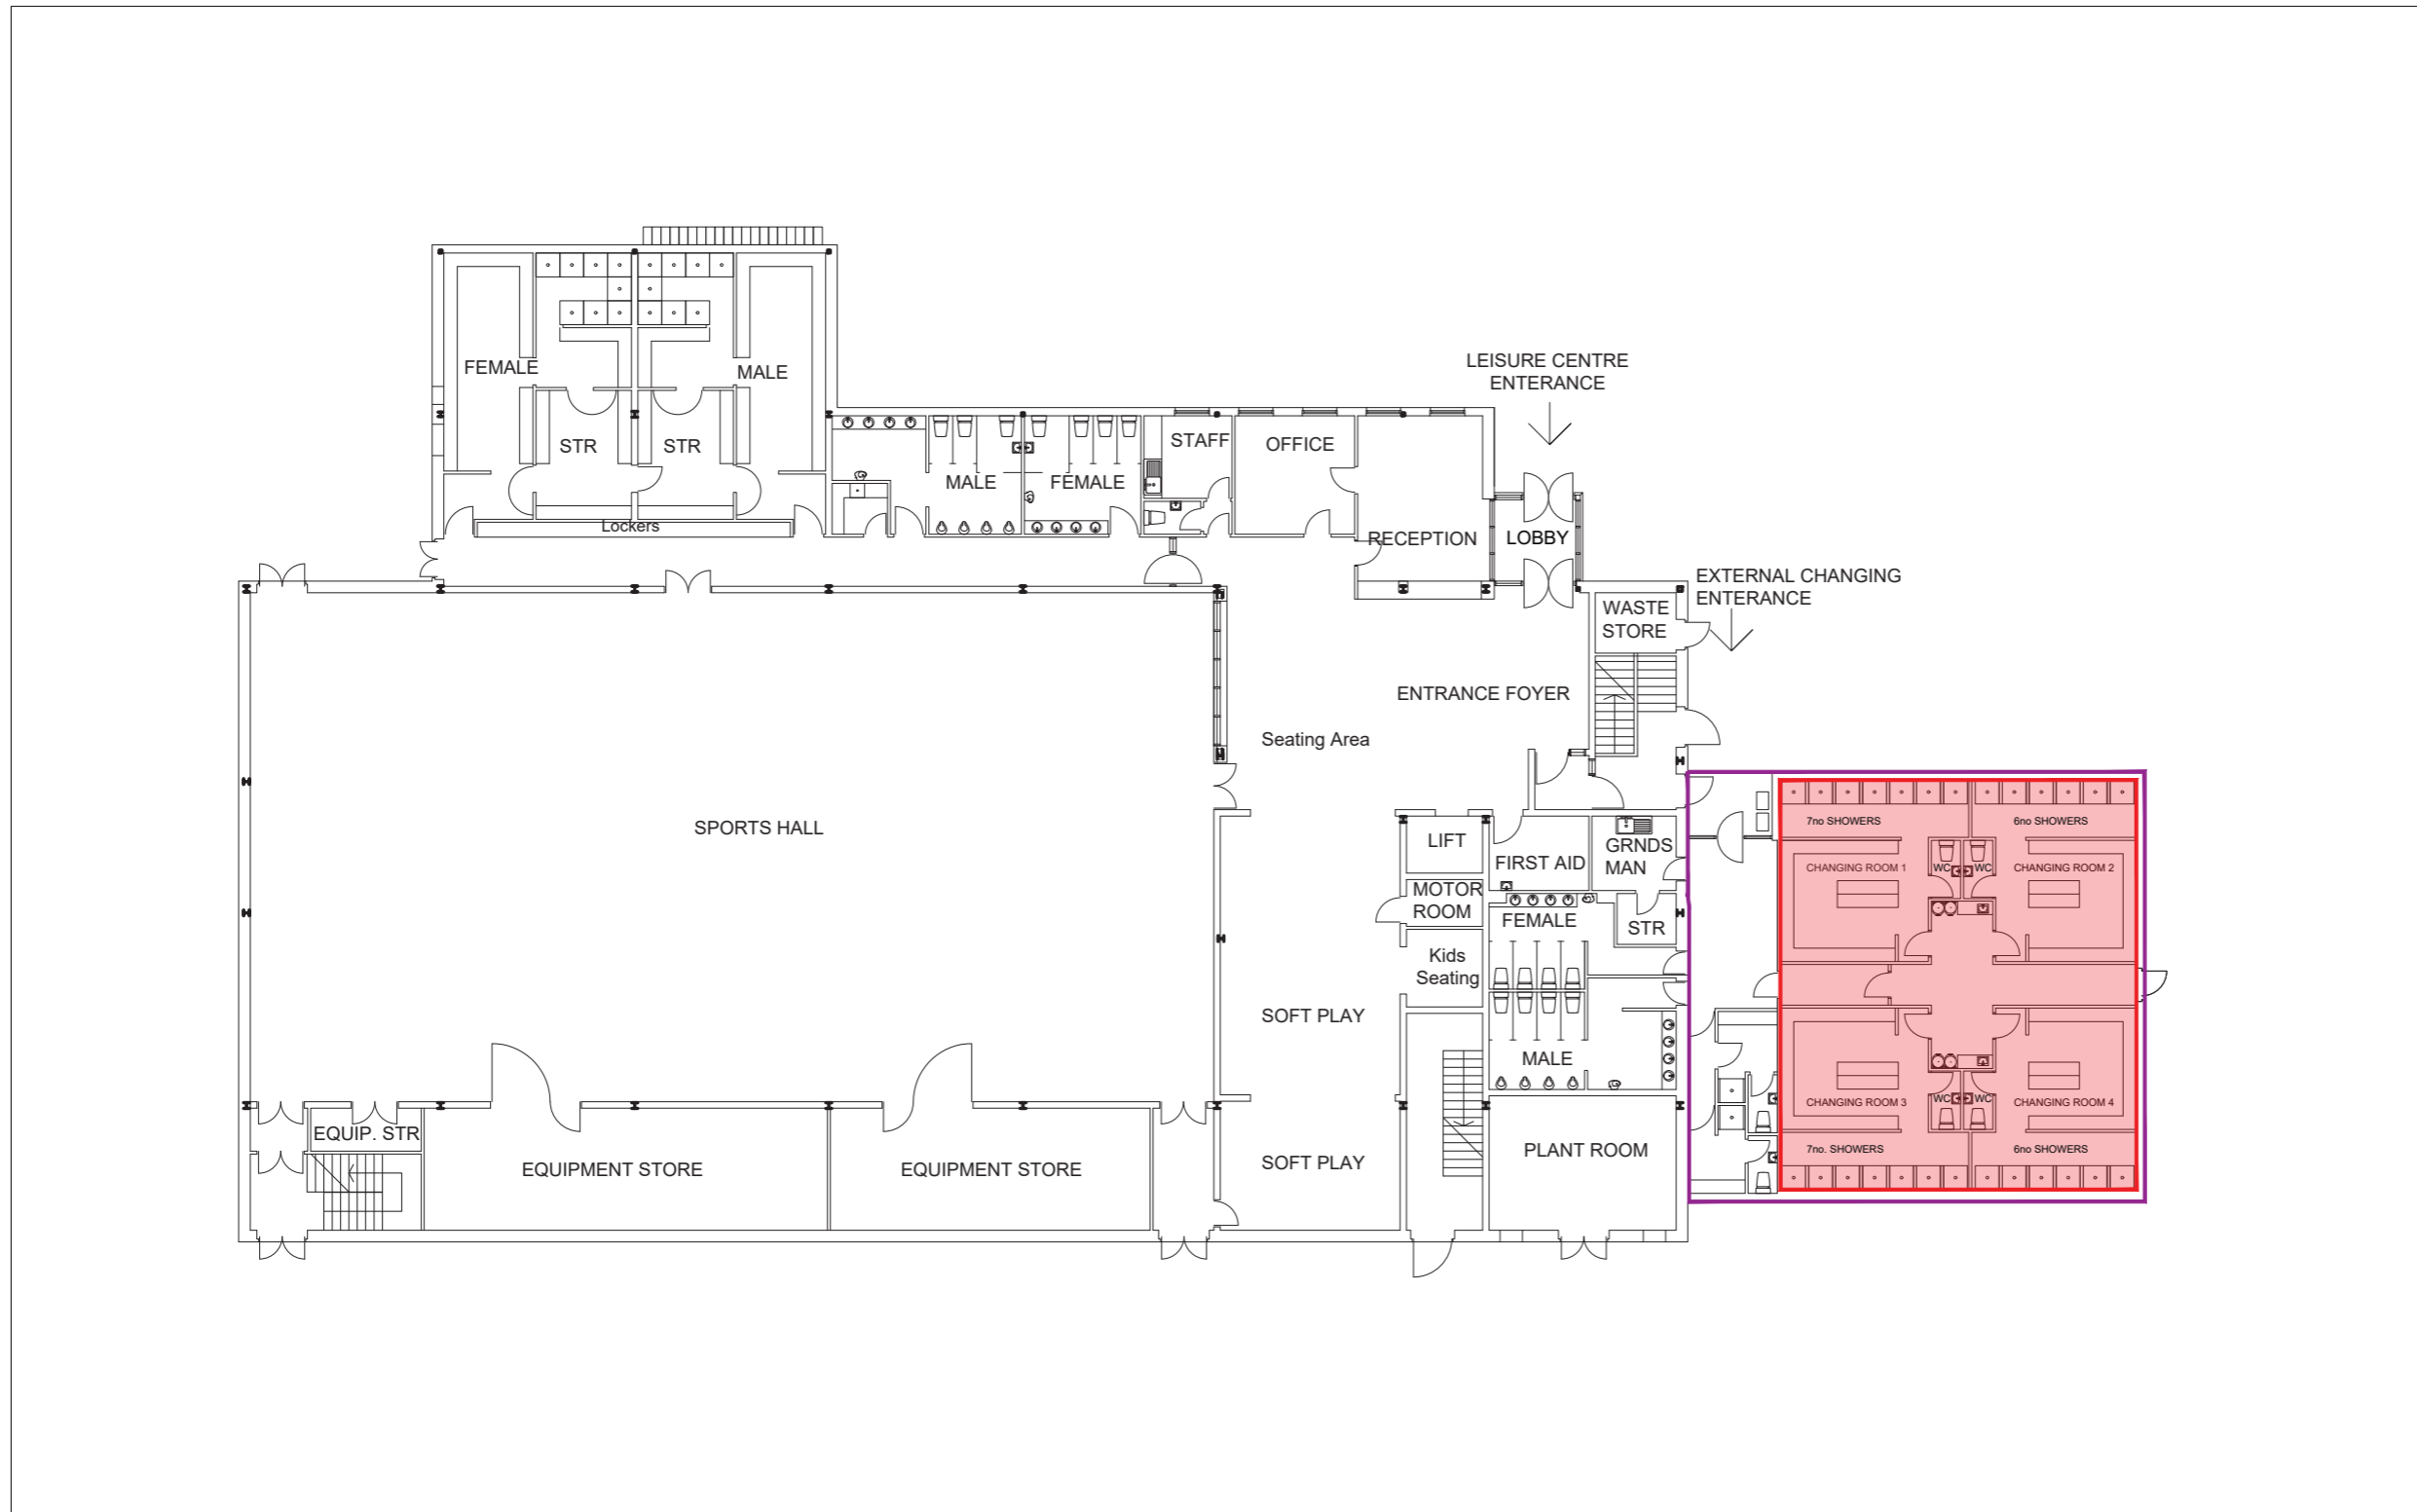 LEISURE CENTRE
ENTERANCE
FEMALE
MALE
STR
STR
STAFF
OFFICE
MALE
FEMALE
Lockers
RECEPTION
LOBBY
EXTERNAL CHANGING
ENTERANCE
WASTE
STORE
ENTRANCE FOYER
Seating Area
SPORTS HALL
LIFT
FIRST AID
GRNDS
MAN
MOTOR
ROOM
FEMALE
STR
Kids
Seating
SOFT PLAY
MALE
EQUIP. STR
EQUIPMENT STORE
EQUIPMENT STORE
SOFT PLAY
PLANT ROOM
7no SHOWERS
6no SHOWERS
CHANGING ROOM 1
WC
WC
CHANGING ROOM 2
CHANGING ROOM 3
WC
WC
CHANGING ROOM 4
7no. SHOWERS
6no SHOWERS